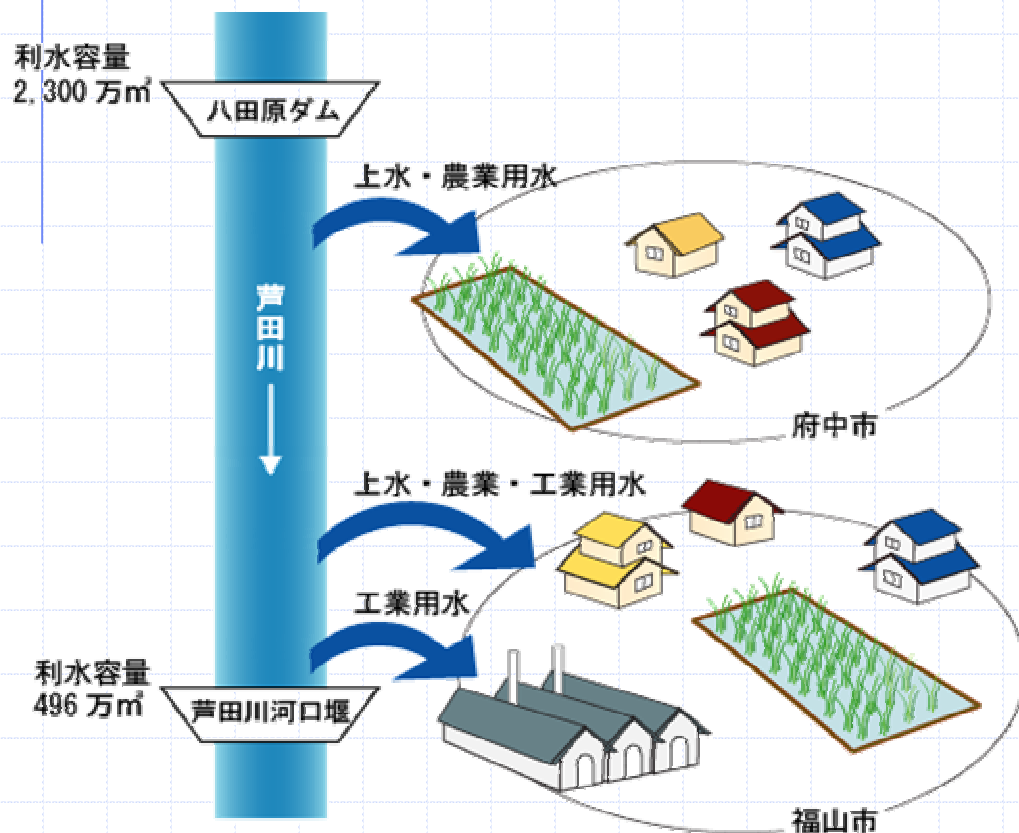 利水容量
2,300 万㎥
八田原ダム
上水・農業用水
芦田川
府中市
上水・農業・工業用水
工業用水
利水容量
496 万㎥
芦田川河口堰
福山市